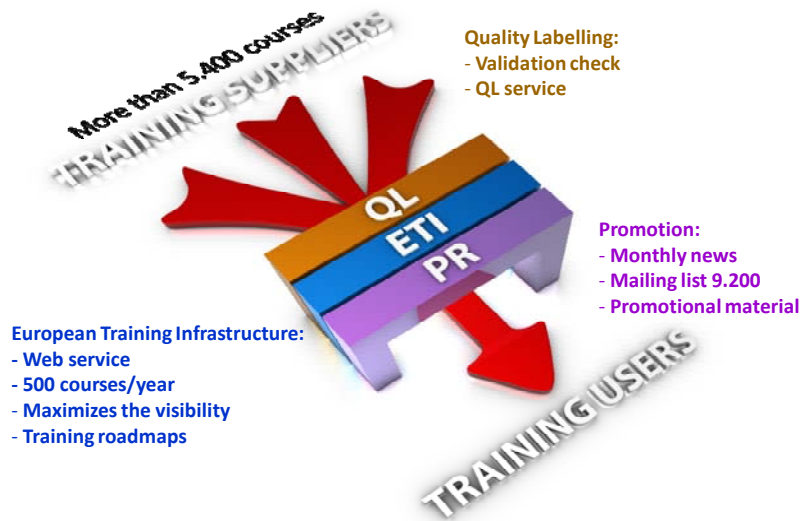 More than 5.400 courses
TRAINING SUPPLIERS
Quality Labelling:
- Validation check
- QL service
QL
ETI
PR
Promotion:
- Monthly news
- Mailing list 9.200
- Promotional material
European Training Infrastructure:
- Web service
- 500 courses/year
- Maximizes the visibility
- Training roadmaps
TRAINING USERS